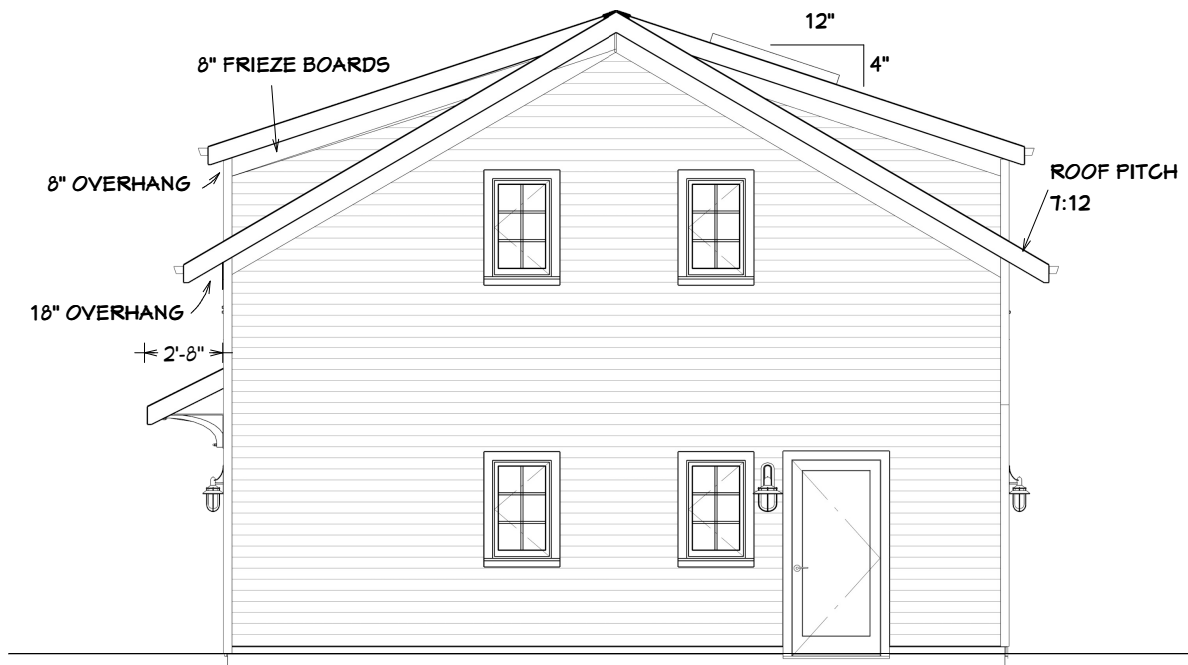 12"
4"
8" FRIEZE BOARDS
8" OVERHANG
ROOF PITCH
7:12
18" OVERHANG
2'-8"